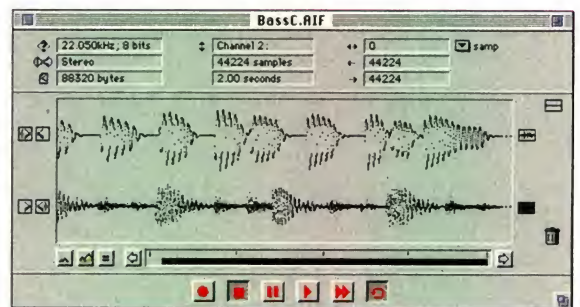 BassC.AIF
22.050kHz; 8 bits
Channel 2:
0
samp
Stereo
44224 samples
44224
88320 bytes
2.00 seconds
44224